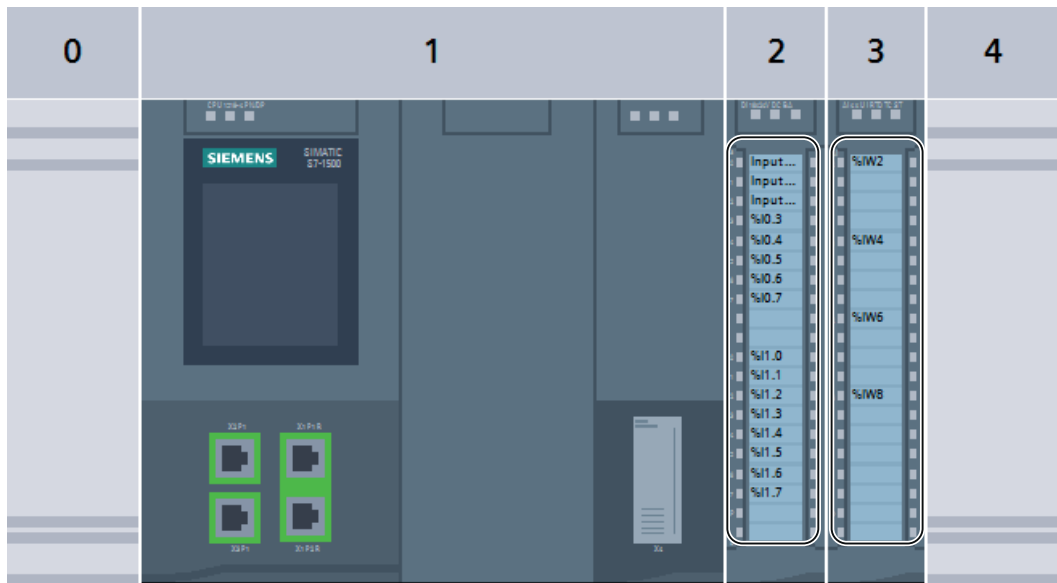 0
1
2
3
4
SIEMENS
SIMATIC
S7-1500
X1P1R
X1P2R
Input...
Input...
Input...
%I0.3
%I0.4
%I0.5
%I0.6
%I0.7
%I1.0
%I1.1
%I1.2
%I1.3
%I1.4
%I1.5
%I1.6
%I1.7
%IW2
%IW4
%IW6
%IW8